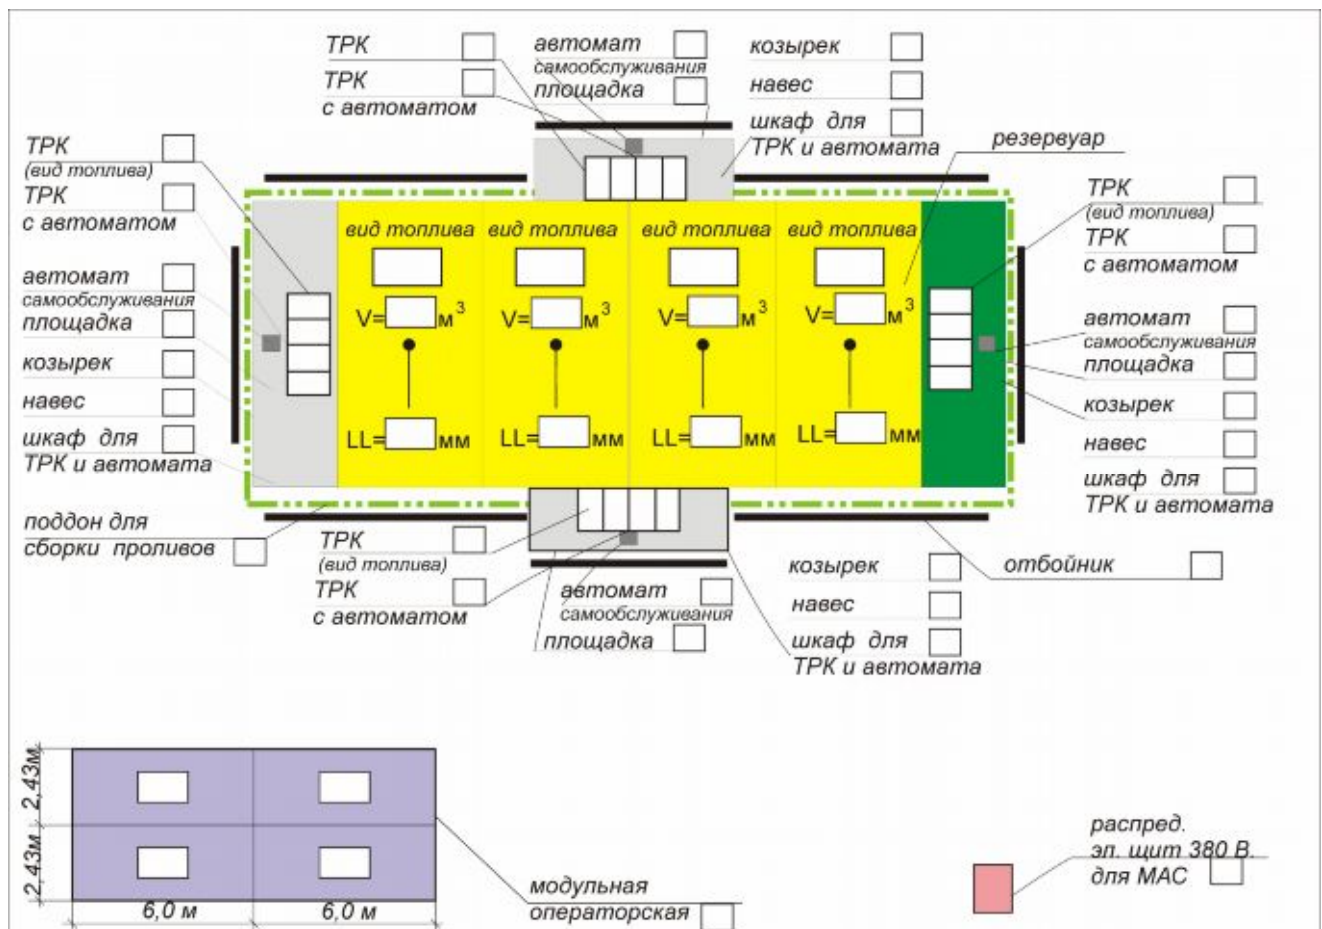 ТРК
ТРК
с автоматом
автомат
самообслуживания
площадка
козырек
навес
шкаф для
ТРК и автомата
резервуар
ТРК
(вид топлива)
ТРК
с автоматом
автомат
самообслуживания
площадка
козырек
навес
шкаф для
ТРК и автомата
поддон для
сборки проливов
вид топлива
вид топлива
вид топлива
вид топлива
V= м³
V= м³
V= м³
V= м³
LL= мм
LL= мм
LL= мм
LL= мм
ТРК
(вид топлива)
ТРК
с автоматом
автомат
самообслуживания
площадка
козырек
навес
шкаф для
ТРК и автомата
ТРК
(вид топлива)
ТРК
с автоматом
автомат
самообслуживания
площадка
козырек
навес
шкаф для
ТРК и автомата
отбойник
2,43м
2,43м
6,0 м
6,0 м
модульная
операторская
распред.
эл. щит 380 В.
для МАС